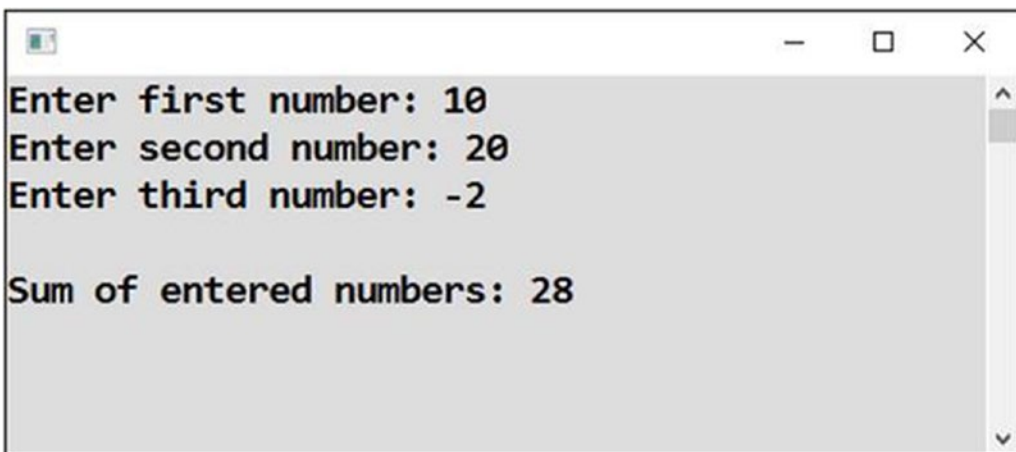 Enter first number: 10
Enter second number: 20
Enter third number: -2
Sum of entered numbers: 28